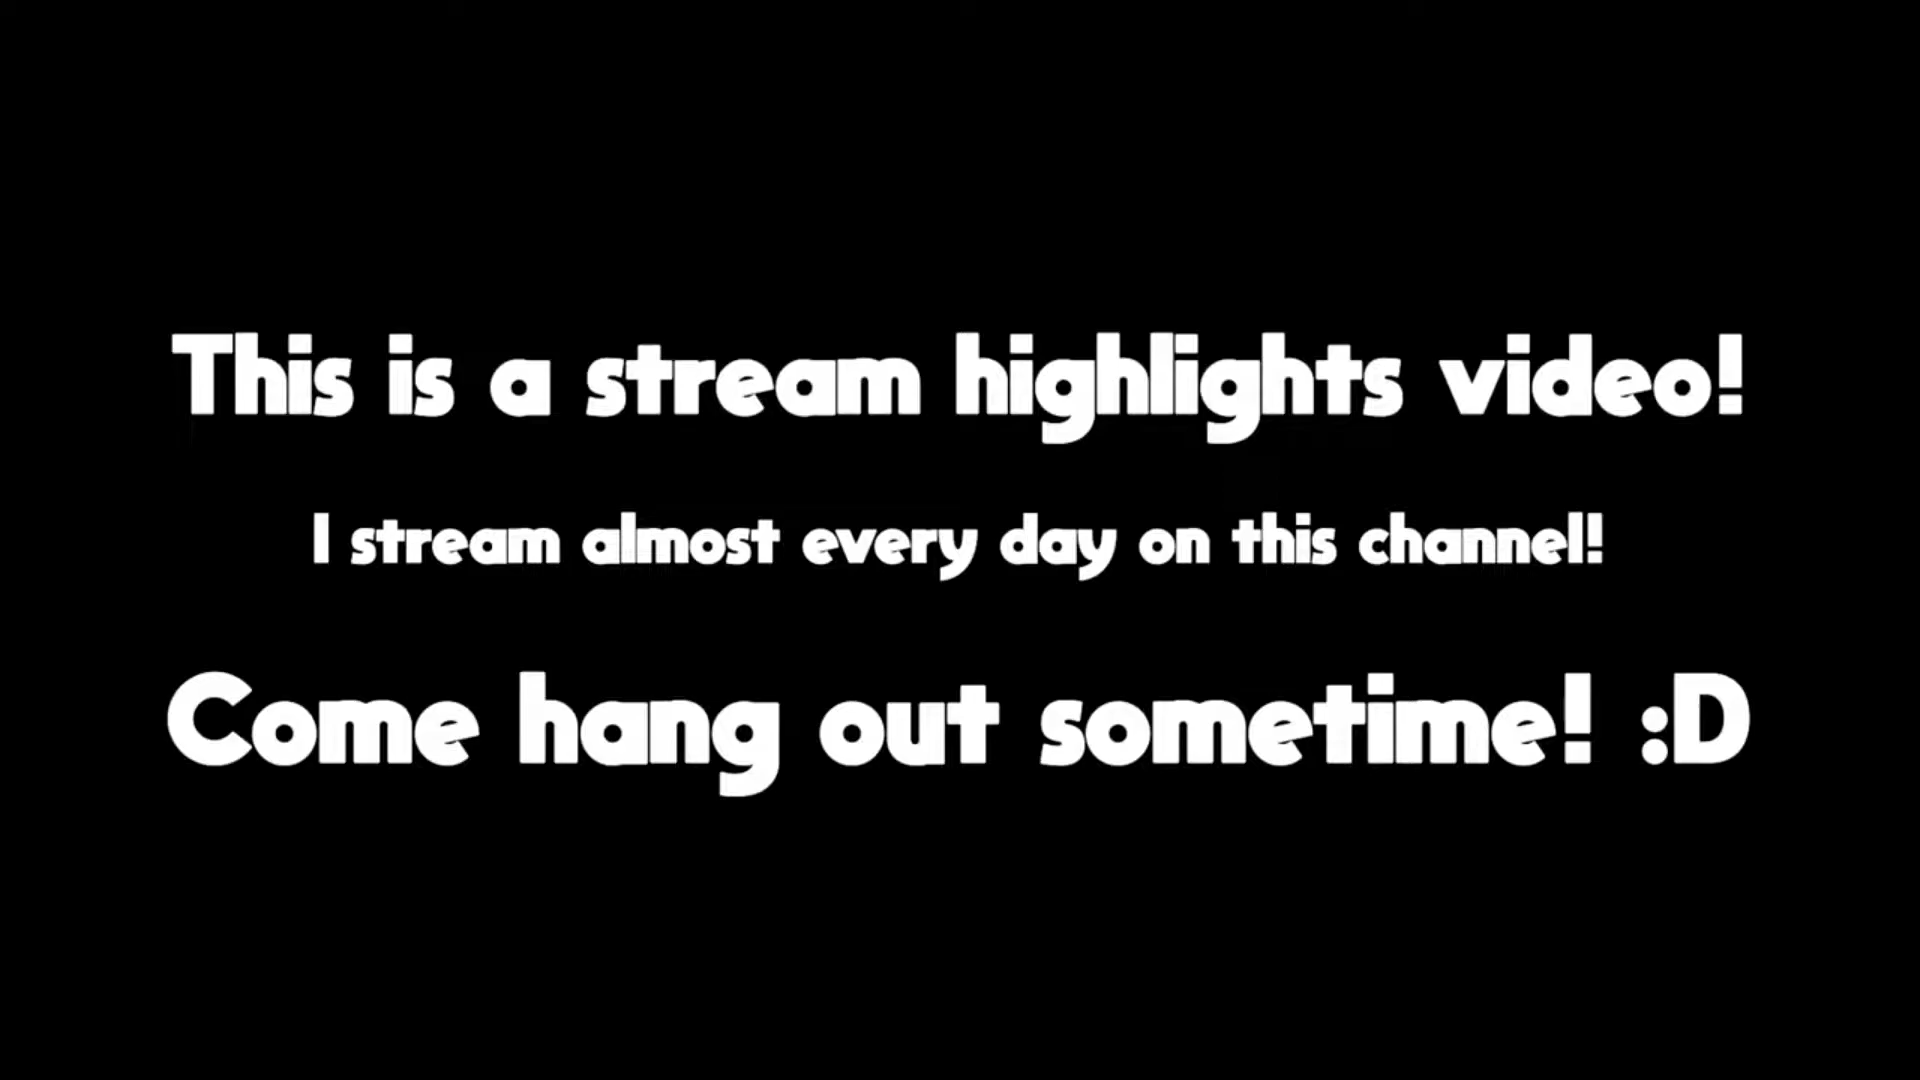 This is a stream highlights video!
I stream almost every day on this channel!
Come hang out sometime! :D